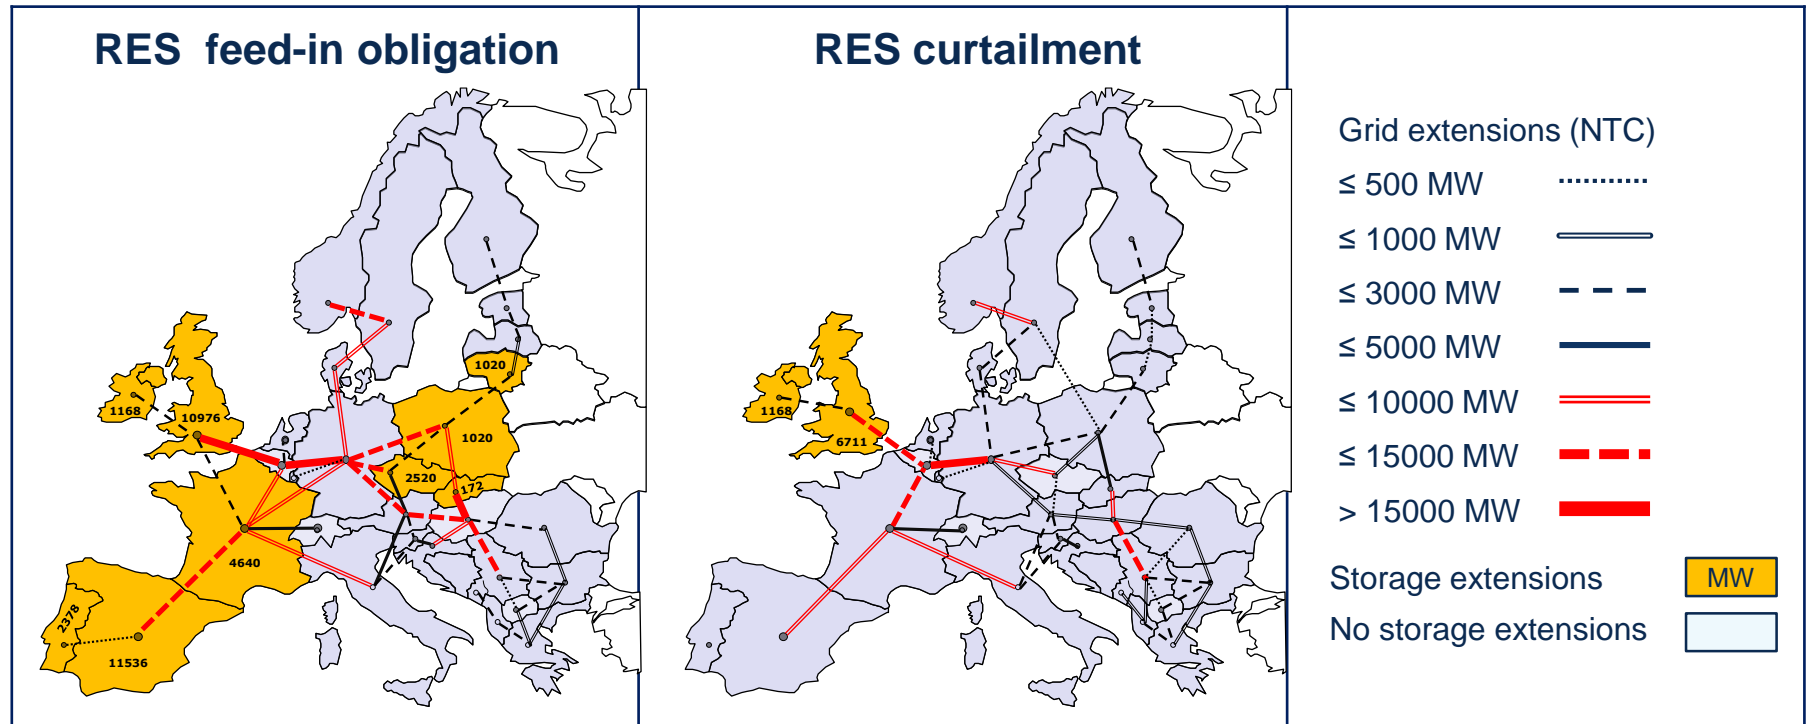 RES feed-in obligation
1020
1168
10976
1020
2520
172
4640
2378
11536
RES curtailment
1168
6711
Grid extensions (NTC)
≤ 500 MW
≤ 1000 MW
≤ 3000 MW
≤ 5000 MW
≤ 10000 MW
≤ 15000 MW
> 15000 MW
Storage extensions MW
No storage extensions